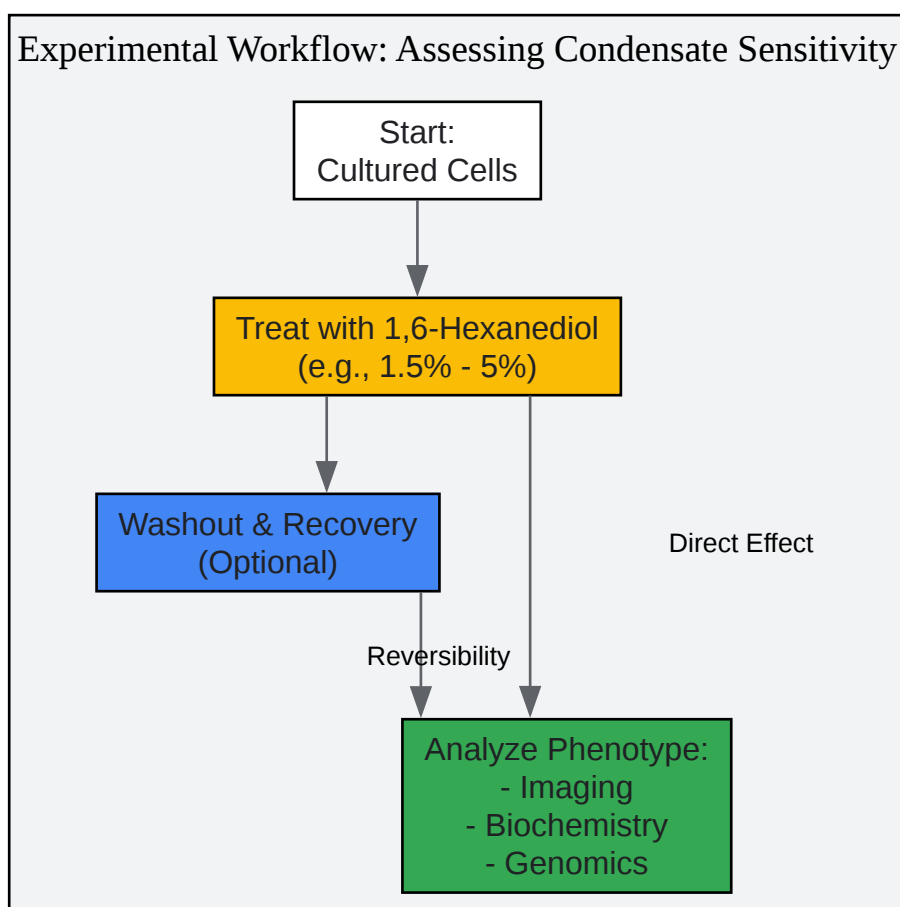 Experimental Workflow: Assessing Condensate Sensitivity
Start:
Cultured Cells
Treat with 1,6-Hexanediol
(e.g., 1.5% - 5%)
Washout & Recovery
(Optional)
Direct Effect
Reversibility
Analyze Phenotype:
- Imaging
- Biochemistry
- Genomics